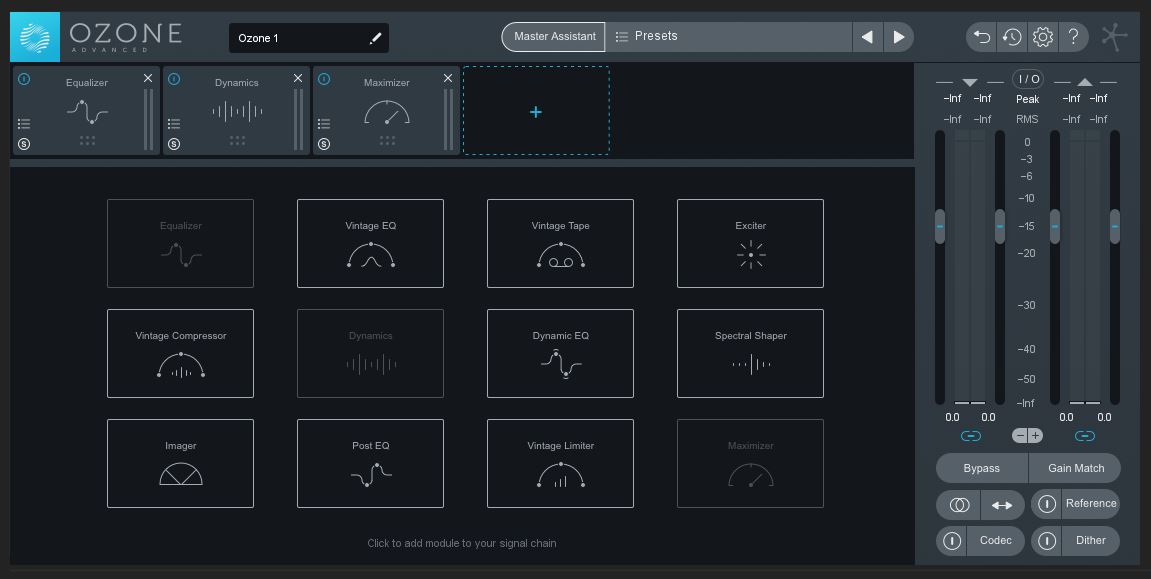 OZONE
ADVANCED
Ozone 1
Master Assistant
Presets
?
Equalizer
Dynamics
Maximizer
S
S
S
+
I / O
-Inf -Inf Peak -Inf -Inf
-Inf -Inf RMS -Inf -Inf
0
-3
-6
-10
-15
-20
-30
-40
-50
-Inf
0.0 0.0 0.0 0.0
Equalizer
Vintage EQ
Vintage Tape
Exciter
Vintage Compressor
Dynamics
Dynamic EQ
Spectral Shaper
Imager
Post EQ
Vintage Limiter
Maximizer
Click to add module to your signal chain
Bypass
Gain Match
Reference
Codec
Dither